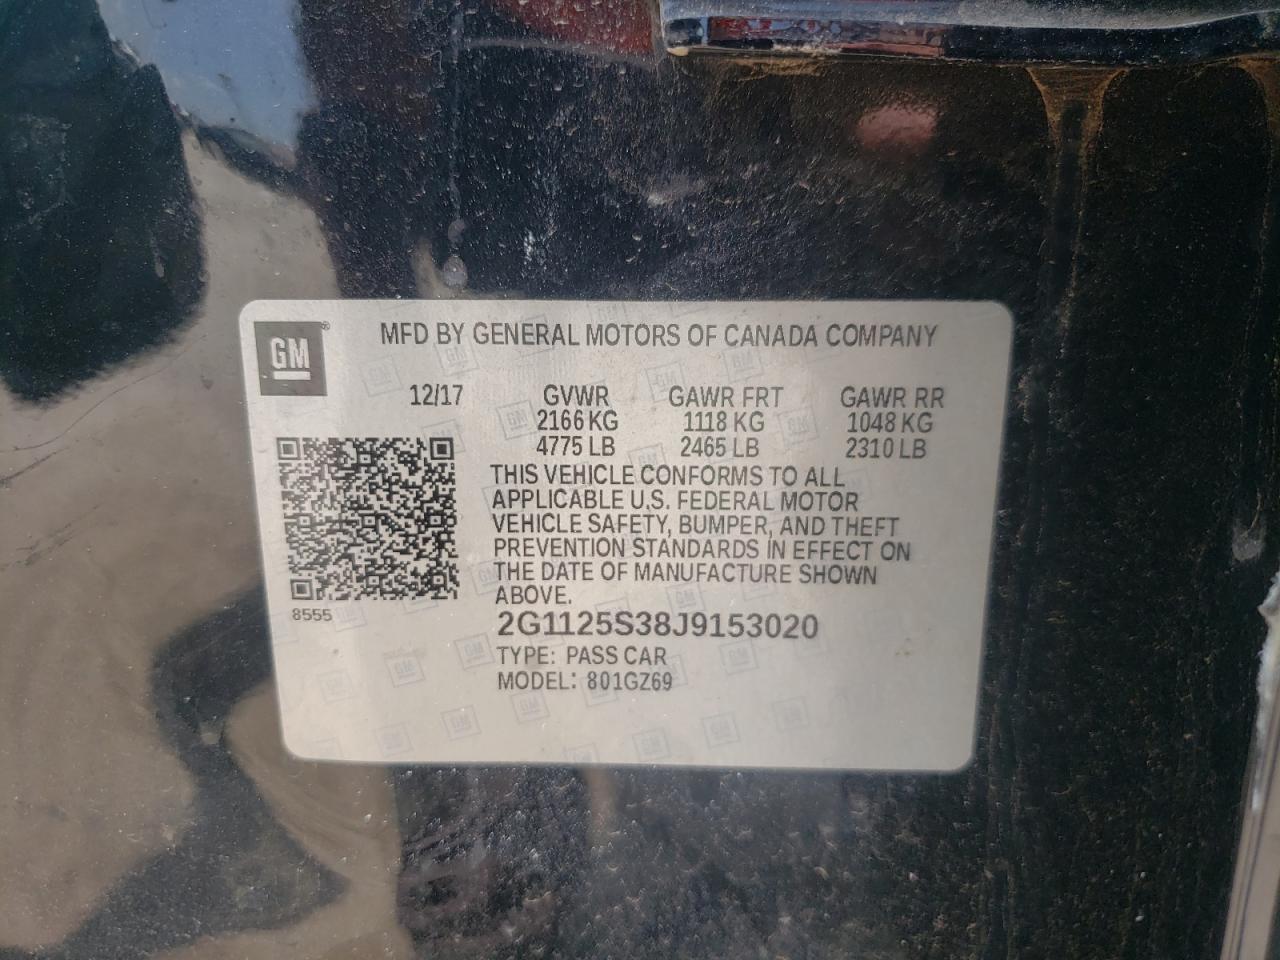 GM®
MFD BY GENERAL MOTORS OF CANADA COMPANY
12/17 GVWR GAWR FRT GAWR RR
2166 KG 1118 KG 1048 KG
4775 LB 2465 LB 2310 LB
THIS VEHICLE CONFORMS TO ALL
APPLICABLE U.S. FEDERAL MOTOR
VEHICLE SAFETY, BUMPER, AND THEFT
PREVENTION STANDARDS IN EFFECT ON
THE DATE OF MANUFACTURE SHOWN
ABOVE.
8555
2G1125S38J9153020
TYPE: PASS CAR
MODEL: 801GZ69